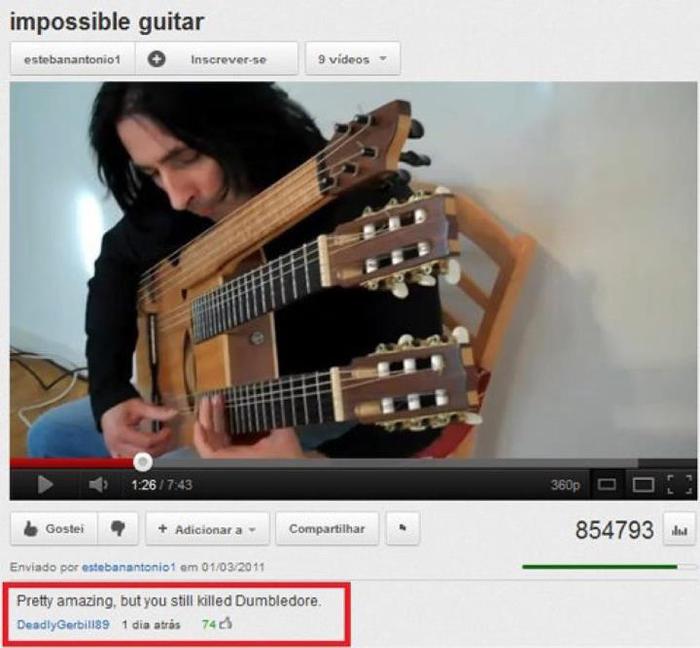 impossible guitar
estebanantonio1 Inscrever-se 9 vídeos
1:26 / 7:43 360p
Gostei Adicionar a Compartilhar 854793
Enviado por estebanantonio1 em 01/03/2011
Pretty amazing, but you still killed Dumbledore.
DeadlyGerbill89 1 dia atrás 74